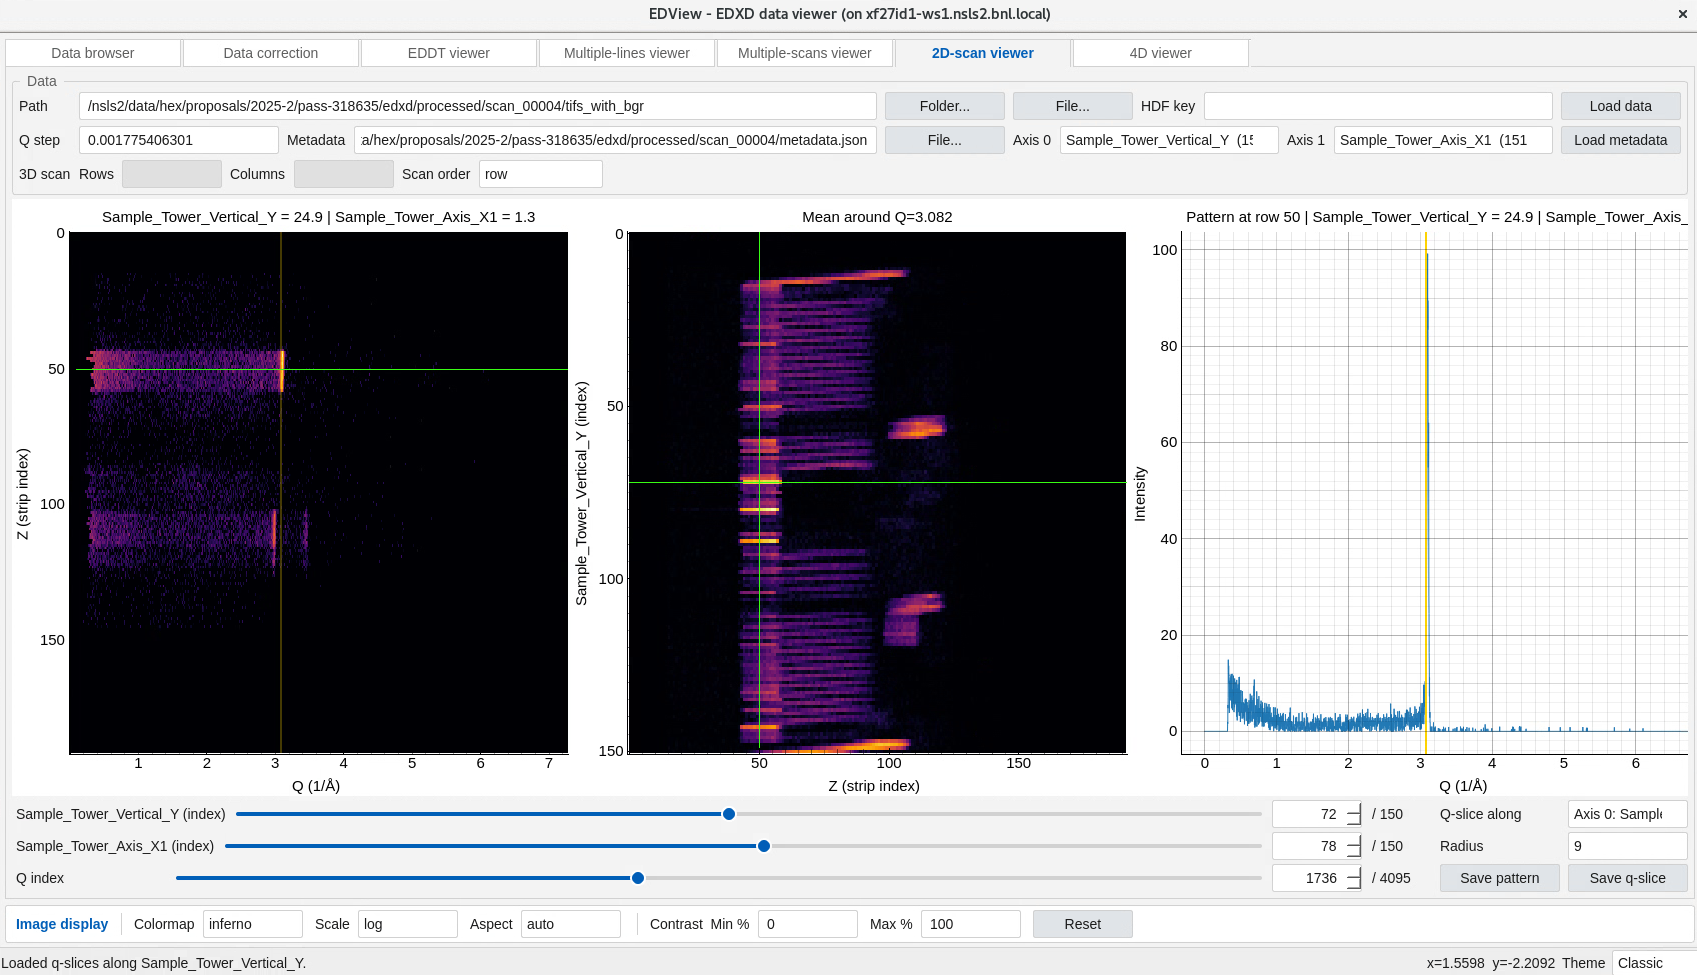 EDView - EDXD data viewer (on xf27id1-ws1.nsls2.bnl.local)
Data browser Data correction EDDT viewer Multiple-lines viewer Multiple-scans viewer 2D-scan viewer 4D viewer
Data
Path /nsls2/data/hex/proposals/2025-2/pass-318635/edxd/processed/scan_00004/tifs_with_bgr Folder... File... HDF key Load data
Q step 0.001775406301 Metadata a/hex/proposals/2025-2/pass-318635/edxd/processed/scan_00004/metadata.json File... Axis 0 Sample_Tower_Vertical_Y (15 Axis 1 Sample_Tower_Axis_X1 (151 Load metadata
3D scan Rows Columns Scan order row
Sample_Tower_Vertical_Y = 24.9 | Sample_Tower_Axis_X1 = 1.3
0
50
100
150
Z (strip index)
1 2 3 4 5 6 7
Q (1/Å)
Mean around Q=3.082
0
50
100
150
Sample_Tower_Vertical_Y (index)
50 100 150
Z (strip index)
Pattern at row 50 | Sample_Tower_Vertical_Y = 24.9 | Sample_Tower_Axis_
100
80
60
40
20
0
Intensity
0 1 2 3 4 5 6
Q (1/Å)
Sample_Tower_Vertical_Y (index) 72 / 150 Q-slice along Axis 0: Sample
Sample_Tower_Axis_X1 (index) 78 / 150 Radius 9
Q index 1736 / 4095 Save pattern Save q-slice
Image display Colormap inferno Scale log Aspect auto Contrast Min % 0 Max % 100 Reset
Loaded q-slices along Sample_Tower_Vertical_Y. x=1.5598 y=-2.2092 Theme Classic